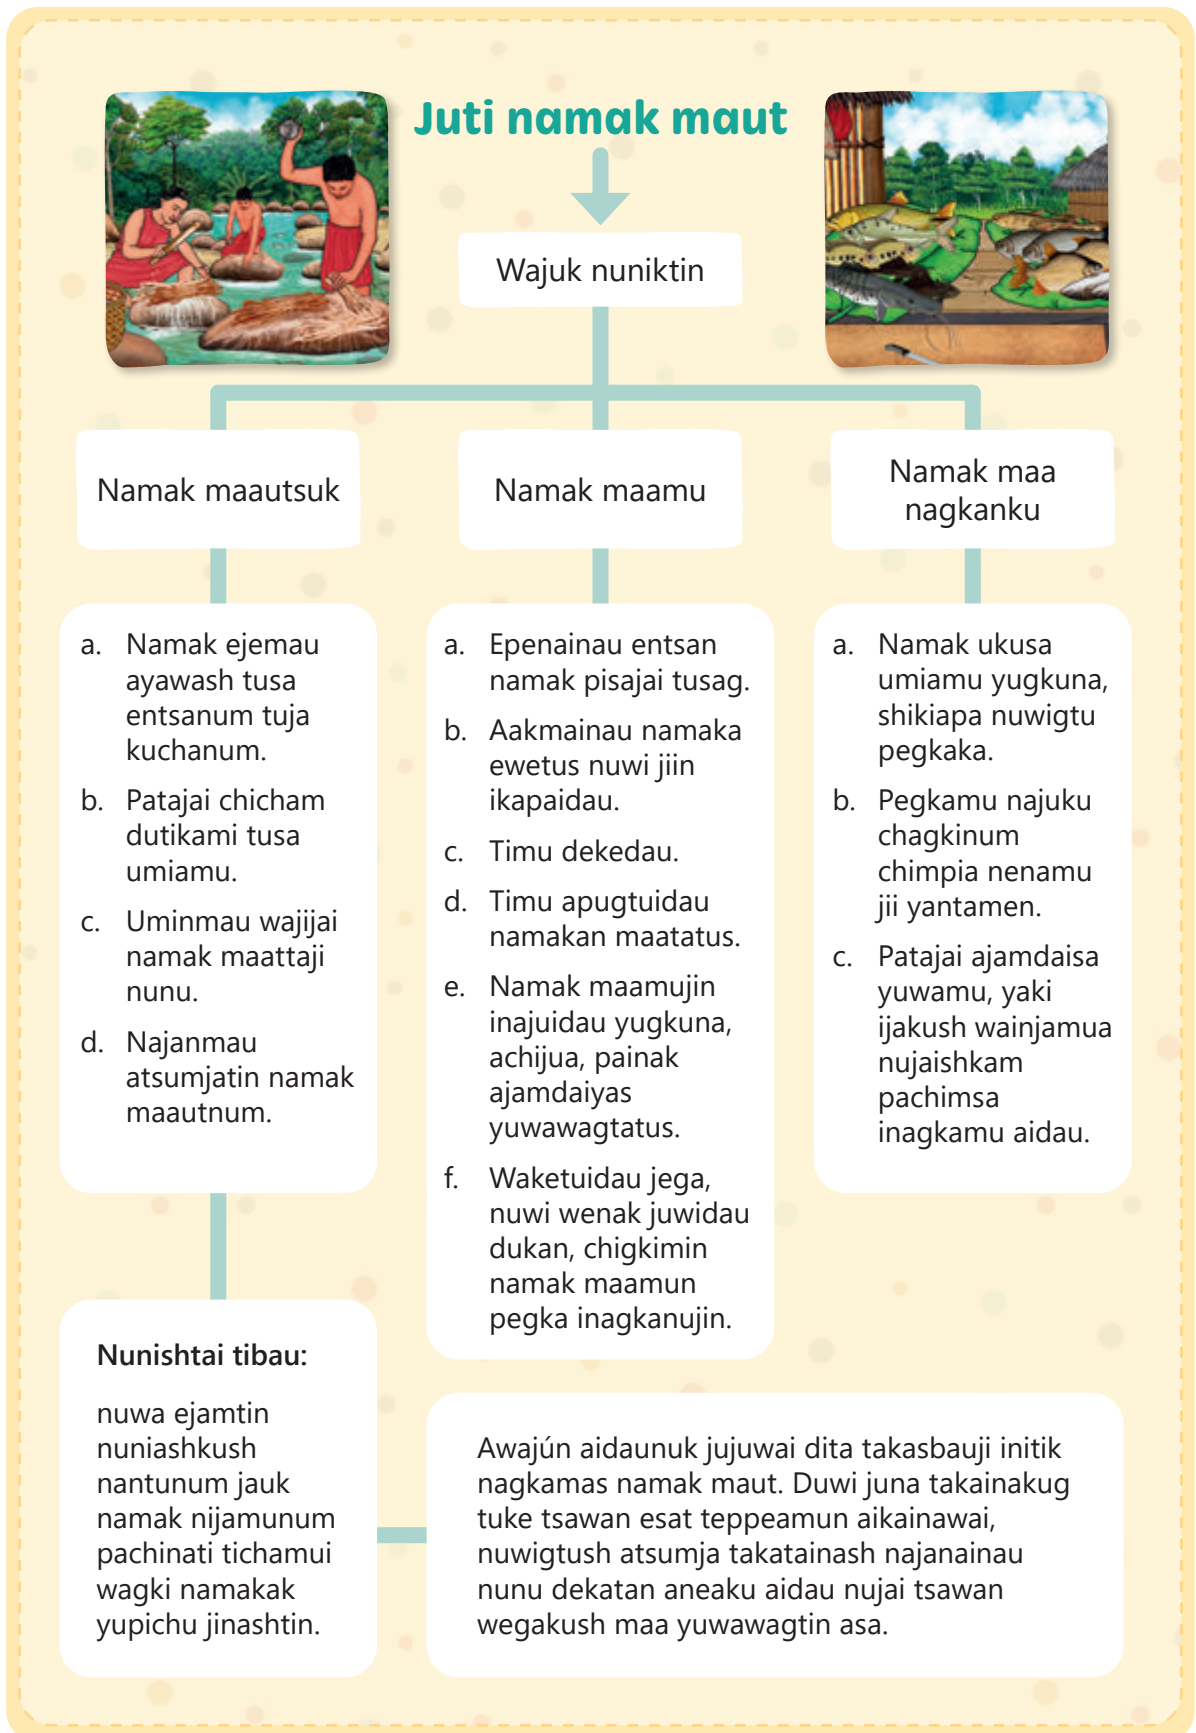 Juti namak maut
Wajuk nuniktin
Namak maautsuk
a. Namak ejemau
ayawash tusa
entsanum tuja
kuchanum.
b. Patajai chicham
dutikami tusa
umiamu.
c. Uminmau wajijai
namak maattaji
nunu.
d. Najanmau
atsumjatin namak
maautnum.
Nunishtai tibau:
nuwa ejamtin
nuniashkush
nantunum jauk
namak nijamunum
pachinati tichamui
wagki namakak
yupichu jinashtin.
Namak maamu
a. Epenainau entsan
namak pisajai tusag.
b. Aakmainau namaka
ewetus nuwi jiin
ikapaidau.
c. Timu dekedau.
d. Timu apugtuidau
namakan maatatus.
e. Namak maamujin
inajuidau yugkuna,
achijua, painak
ajamdaiyas
yuwawagtatus.
f. Waketuidau jega,
nuwi wenak juwidau
dukan, chigkimin
namak maamun
pegka inagkanujin.
Namak maa
nagkanku
a. Namak ukusa
umiamu yugkuna,
shikiapa nuwigtu
pegkaka.
b. Pegkamu najuku
chagkinum
chimpia nenamu
jii yantamen.
c. Patajai ajamdaisa
yuwamu, yaki
ijakush wainjamua
nujaishkam
pachimsa
inagkamu aidau.
Awajún aidaunuk jujuwai dita takasbauji initik
nagkamas namak maut. Duwi juna takainakug
tuke tsawan esat teppeamun aikainawai,
nuwigtush atsumja takatainash najanainau
nunu dekatan aneaku aidau nujai tsawan
wegakush maa yuwawagtin asa.